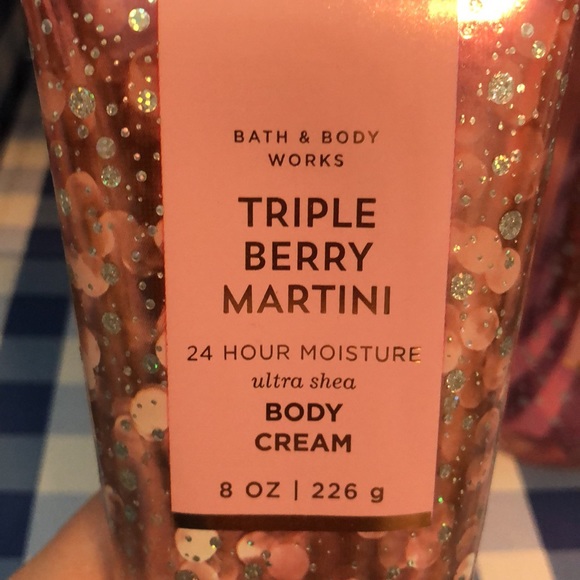 BATH & BODY
WORKS
TRIPLE
BERRY
MARTINI
24 HOUR MOISTURE
ultra shea
BODY
CREAM
8 OZ | 226 g